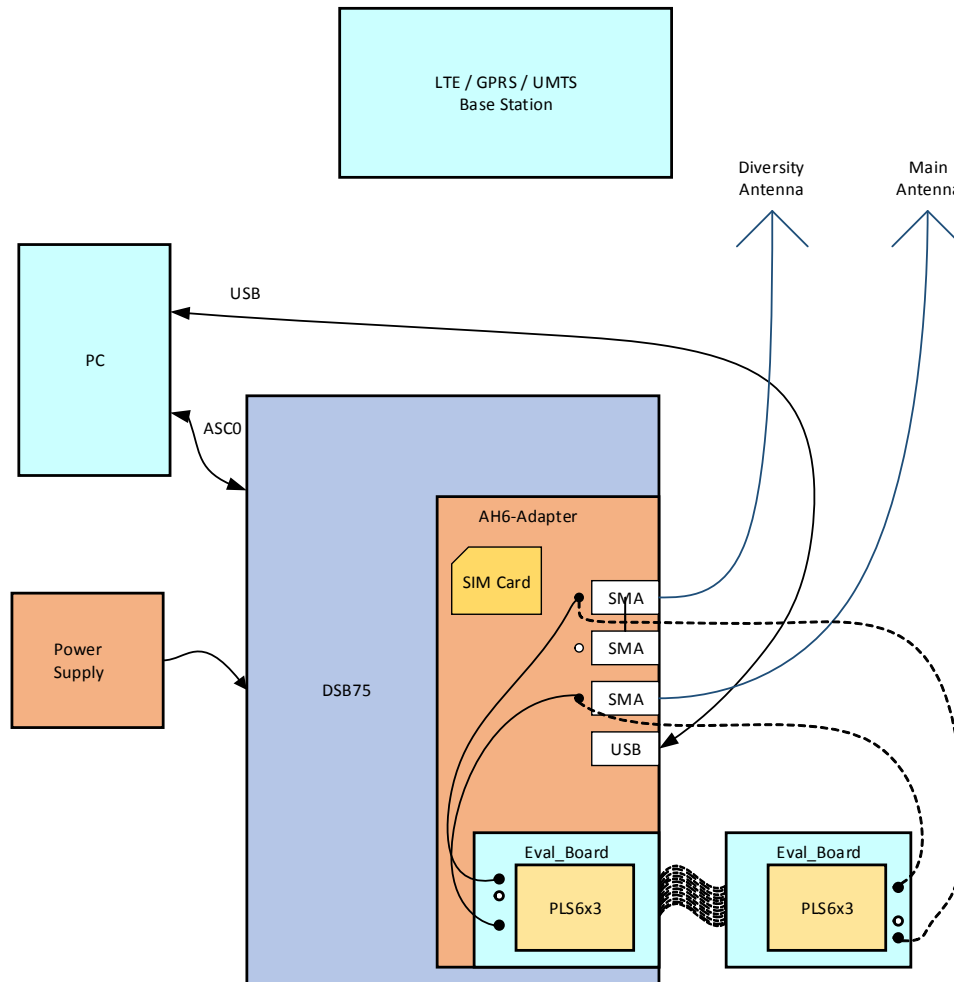 LTE / GPRS / UMTS
Base Station
Diversity
Antenna
Main
Antenna
USB
PC
ASC0
AH6-Adapter
SIM Card
SMA
SMA
Power
Supply
DSB75
SMA
USB
Eval_Board
PLS6x3
Eval_Board
PLS6x3